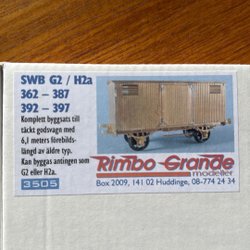 SWB G2 / H2a
362 – 387
392 – 397
Komplett byggsats till
täckt godsvagn med
6,1 meters förebilds-
längd av äldre typ.
Kan byggas antingen som
G2 eller H2a.
3505
Rimbo Grande
modeller
Box 2009, 141 02 Huddinge, 08-774 24 34